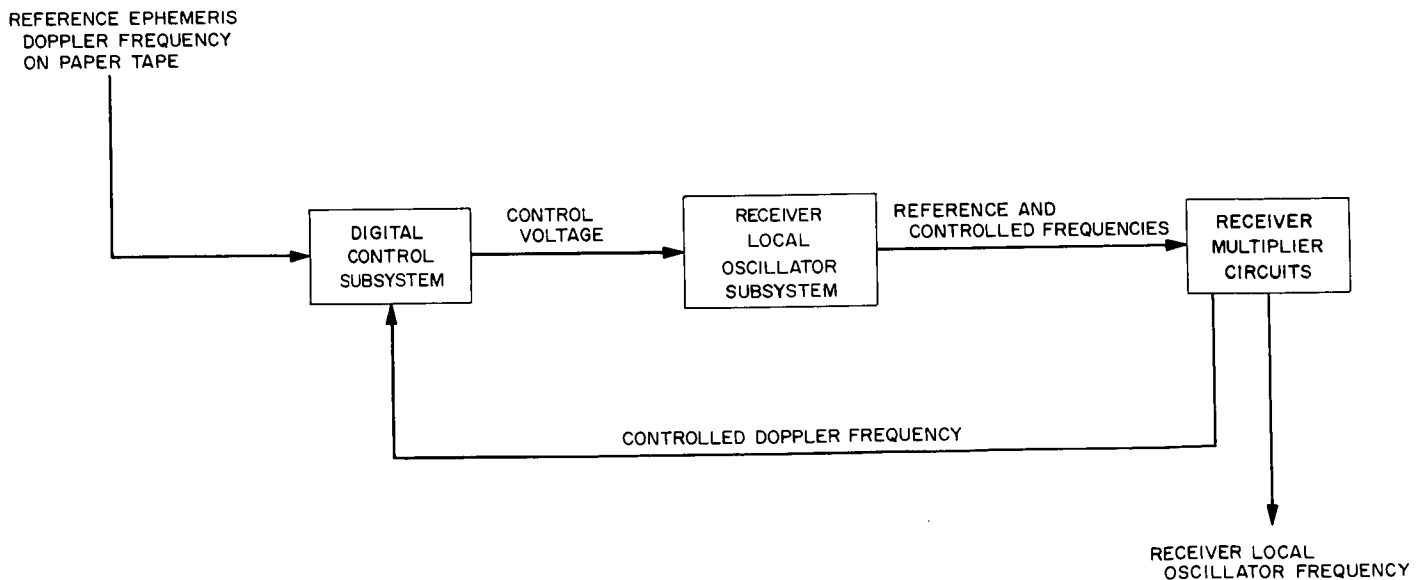 REFERENCE EPHEMERIS
DOPPLER FREQUENCY
ON PAPER TAPE
DIGITAL
CONTROL
SUBSYSTEM
CONTROL
VOLTAGE
RECEIVER
LOCAL
OSCILLATOR
SUBSYSTEM
REFERENCE AND
CONTROLLED FREQUENCIES
RECEIVER
MULTIPLIER
CIRCUITS
CONTROLLED DOPPLER FREQUENCY
RECEIVER LOCAL
OSCILLATOR FREQUENCY